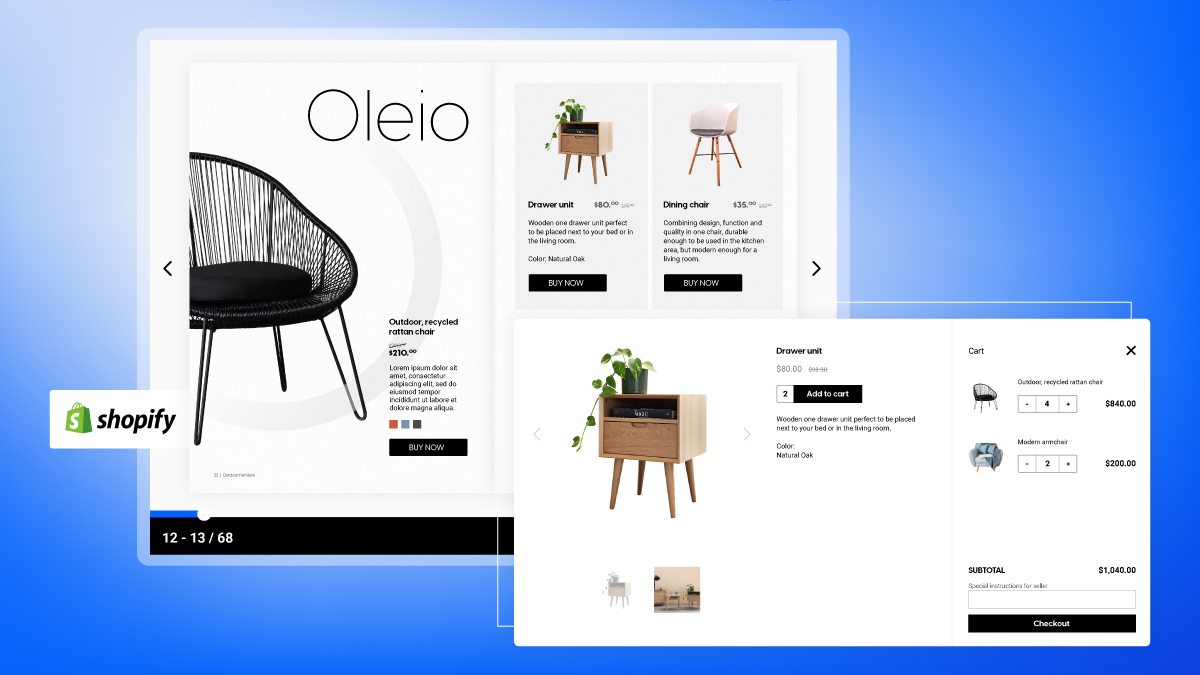 Oleio
Outdoor, recycled
rattan chair
$210.00
Lorem ipsum dolor sit
amet, consectetur
adipiscing elit, sed do
eiusmod tempor
incididunt ut labore et
dolore magna aliqua.
BUY NOW
Outdoor furniture
Drawer unit $80.00
Wooden one drawer unit perfect
to be placed next to your bed or in
the living room.
Color: Natural Oak
BUY NOW
Dining chair $35.00
Combining design, function and
quality in one chair, durable
enough to be used in the kitchen
area, but modern enough for a
living room.
BUY NOW
shopify
12 - 13 / 68
VOGUE
Drawer unit
$80.00 $98.90
2 Add to cart
Wooden one drawer unit perfect to be placed
next to your bed or in the living room.
Color:
Natural Oak
Cart
Outdoor, recycled rattan chair
- 4 + $840.00
Modern armchair
- 2 + $200.00
SUBTOTAL $1,040.00
Special instructions for seller
Checkout